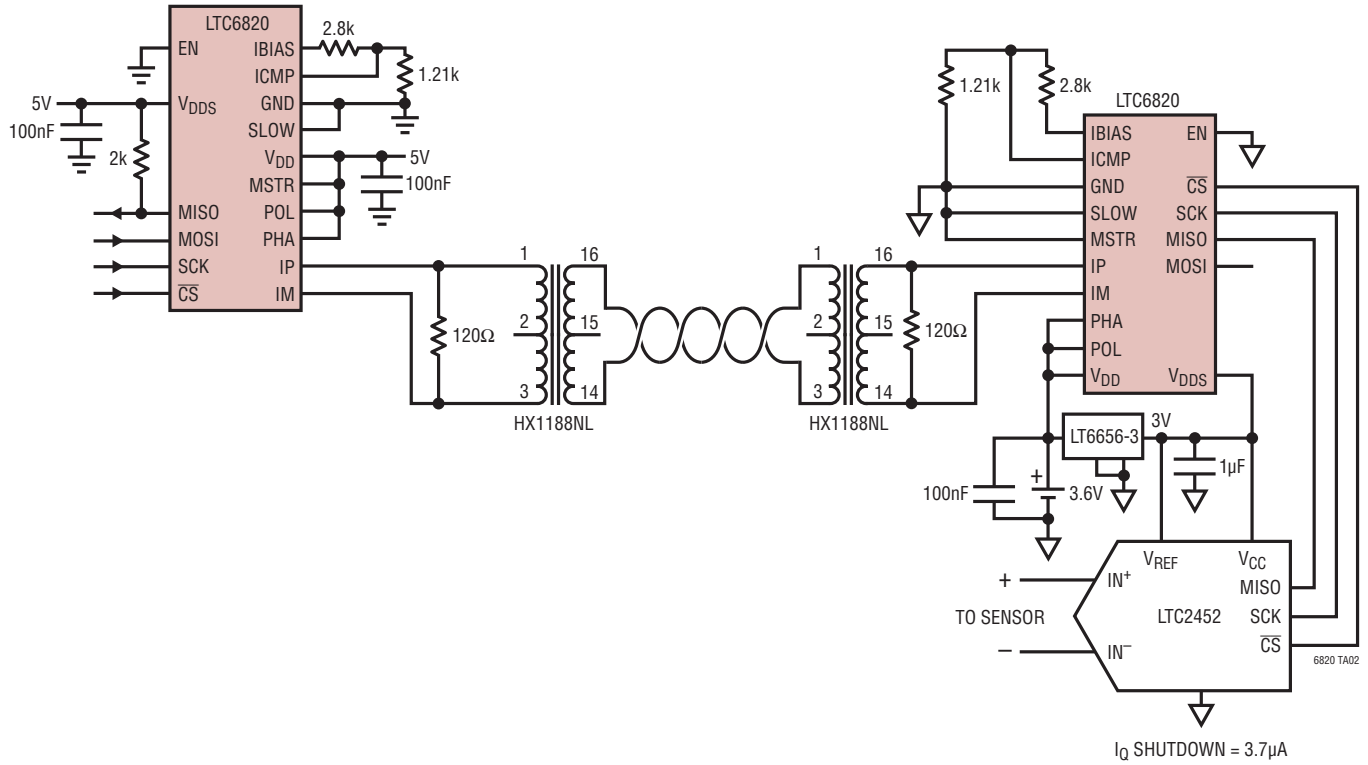 LTC6820
EN
VDDS
MISO
MOSI
SCK
CS
IBIAS
ICMP
GND
SLOW
VDD
MSTR
POL
PHA
IP
IM
5V
100nF
2k
2.8k
1.21k
5V
100nF
120Ω
1
2
3
16
15
14
HX1188NL
1
2
3
16
15
14
HX1188NL
120Ω
1.21k
2.8k
LTC6820
IBIAS
ICMP
GND
SLOW
MSTR
IP
IM
PHA
POL
VDD
EN
CS
SCK
MISO
MOSI
VDDS
LT6656-3
3V
1µF
100nF
+
3.6V
VREF
VCC
MISO
SCK
CS
LTC2452
IN+
IN−
+
TO SENSOR
−
6820 TA02
IQ SHUTDOWN = 3.7µA